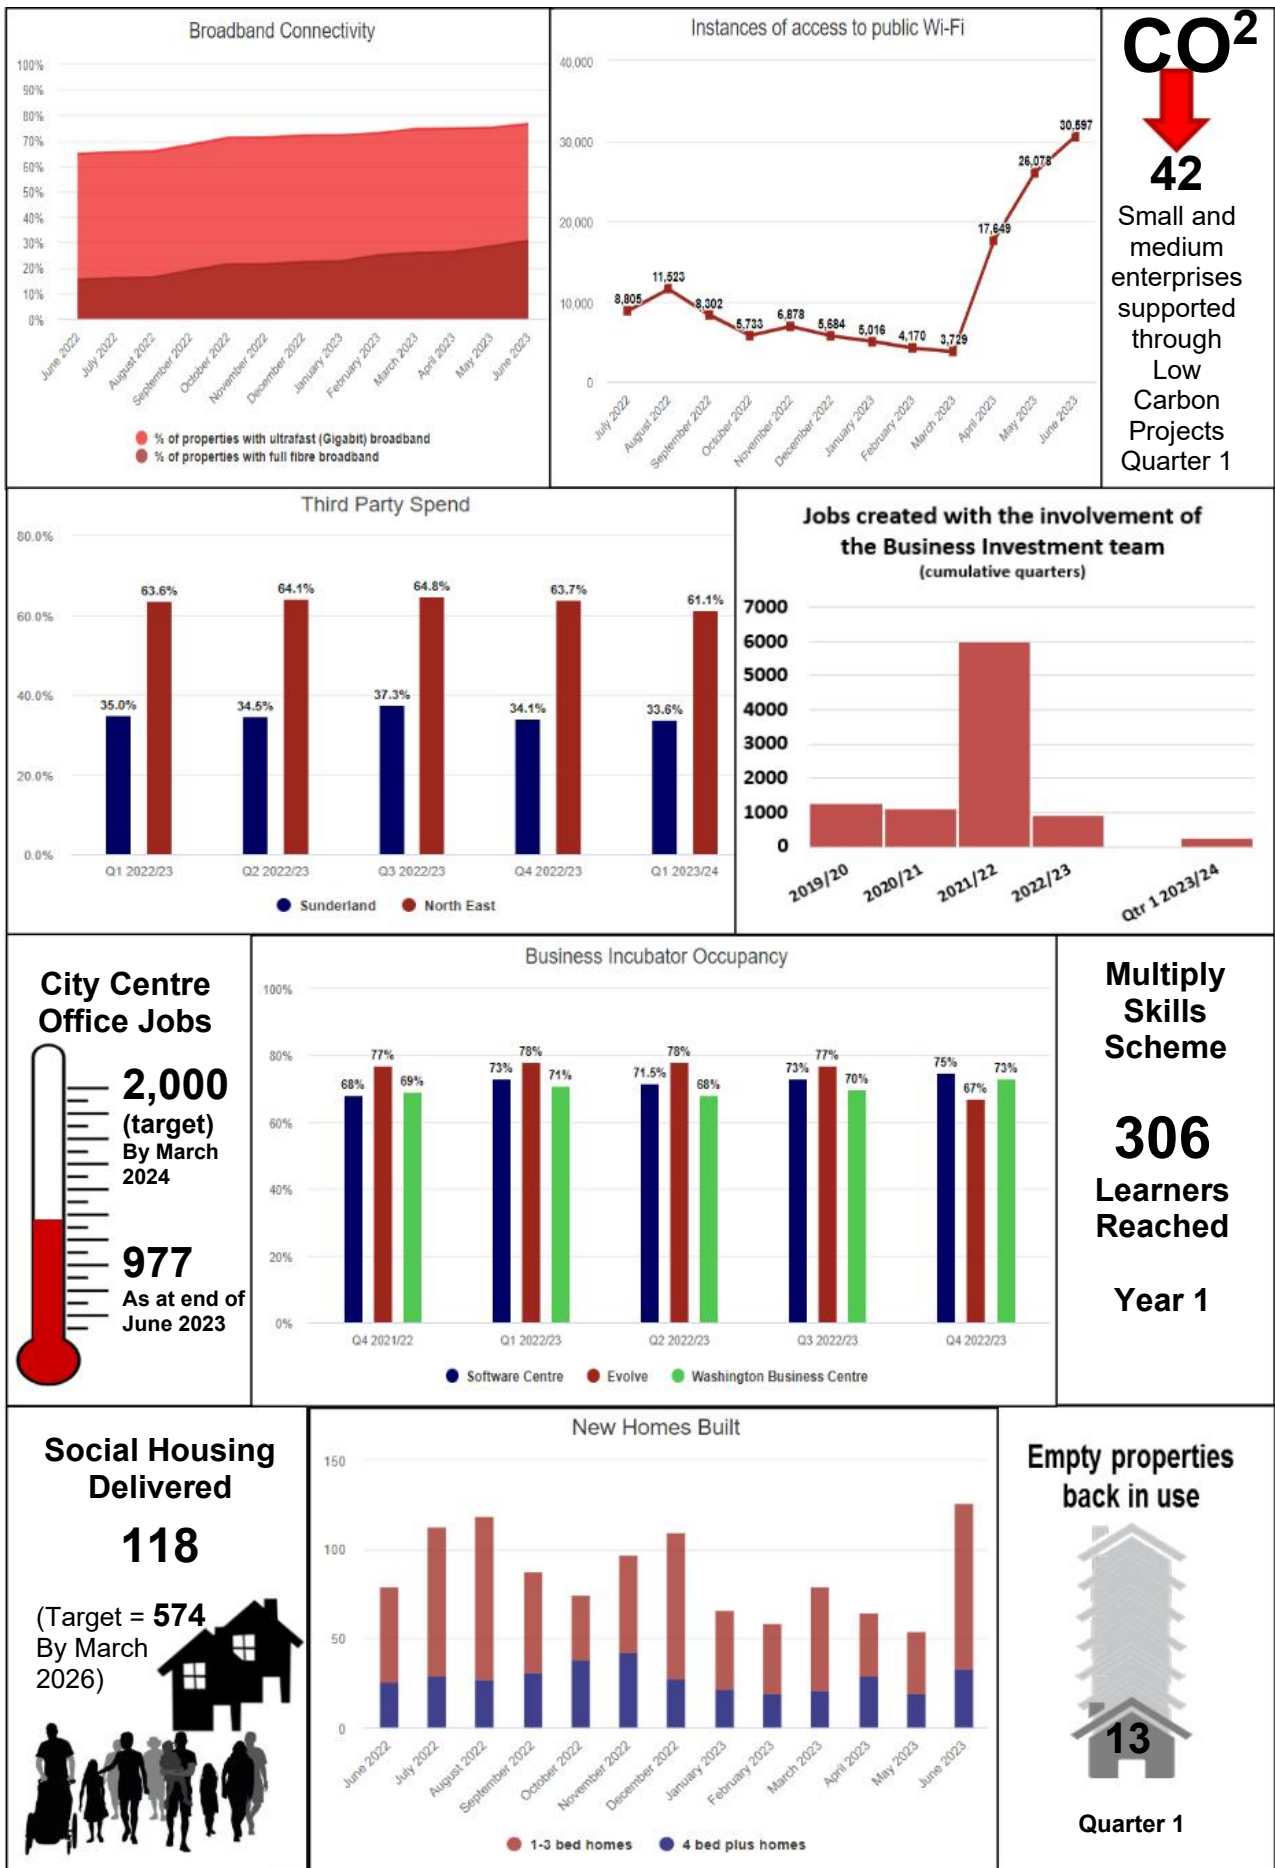 Broadband Connectivity
100%
90%
80%
70%
60%
50%
40%
30%
20%
10%
0%
June 2022
July 2022
August 2022
September 2022
October 2022
November 2022
December 2022
January 2023
February 2023
March 2023
April 2023
May 2023
June 2023
% of properties with ultrafast (Gigabit) broadband
% of properties with full fibre broadband
Instances of access to public Wi-Fi
40,000
30,000
20,000
10,000
0
8,805
11,523
8,302
5,733
6,878
5,684
5,016
4,170
3,729
17,649
26,078
30,597
July 2022
August 2022
September 2022
October 2022
November 2022
December 2022
January 2023
February 2023
March 2023
April 2023
May 2023
June 2023
CO²
42
Small and
medium
enterprises
supported
through
Low
Carbon
Projects
Quarter 1
Third Party Spend
80.0%
60.0%
40.0%
20.0%
0.0%
35.0%
63.6%
34.5%
64.1%
37.3%
64.8%
34.1%
63.7%
33.6%
61.1%
Q1 2022/23
Q2 2022/23
Q3 2022/23
Q4 2022/23
Q1 2023/24
Sunderland
North East
Jobs created with the involvement of
the Business Investment team
(cumulative quarters)
7000
6000
5000
4000
3000
2000
1000
0
2019/20
2020/21
2021/22
2022/23
Qtr 1 2023/24
City Centre
Office Jobs
2,000
(target)
By March
2024
977
As at end of
June 2023
Business Incubator Occupancy
100%
80%
60%
40%
20%
0%
68%
77%
69%
73%
78%
71%
71.5%
78%
68%
73%
77%
70%
75%
67%
73%
Q4 2021/22
Q1 2022/23
Q2 2022/23
Q3 2022/23
Q4 2022/23
Software Centre
Evolve
Washington Business Centre
Multiply
Skills
Scheme
306
Learners
Reached
Year 1
Social Housing
Delivered
118
(Target = 574
By March
2026)
New Homes Built
150
100
50
0
June 2022
July 2022
August 2022
September 2022
October 2022
November 2022
December 2022
January 2023
February 2023
March 2023
April 2023
May 2023
June 2023
1-3 bed homes
4 bed plus homes
Empty properties
back in use
13
Quarter 1